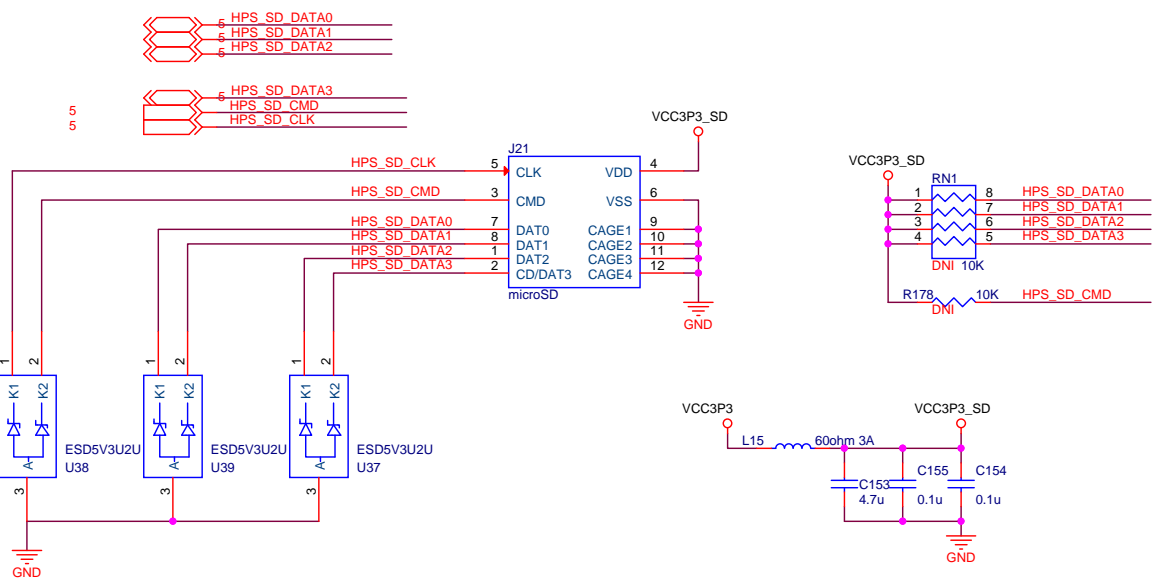 5 HPS_SD_DATA0
5 HPS_SD_DATA1
5 HPS_SD_DATA2
5 HPS_SD_DATA3
5 HPS_SD_CMD
5 HPS_SD_CLK
VCC3P3_SD
J21
HPS_SD_CLK 5 CLK VDD 4
HPS_SD_CMD 3 CMD VSS 6
HPS_SD_DATA0 7 DAT0 CAGE1 9
HPS_SD_DATA1 8 DAT1 CAGE2 10
HPS_SD_DATA2 1 DAT2 CAGE3 11
HPS_SD_DATA3 2 CD/DAT3 CAGE4 12
microSD
GND
VCC3P3_SD
RN1
1 8 HPS_SD_DATA0
2 7 HPS_SD_DATA1
3 6 HPS_SD_DATA2
4 5 HPS_SD_DATA3
DNI 10K
R178 10K HPS_SD_CMD
DNI
1 2 1 2 1 2
K1 K2 K1 K2 K1 K2
ESD5V3U2U ESD5V3U2U ESD5V3U2U
A U38 A U39 A U37
3 3 3
GND
VCC3P3 VCC3P3_SD
L15 60ohm 3A
C153 C155 C154
4.7u 0.1u 0.1u
GND